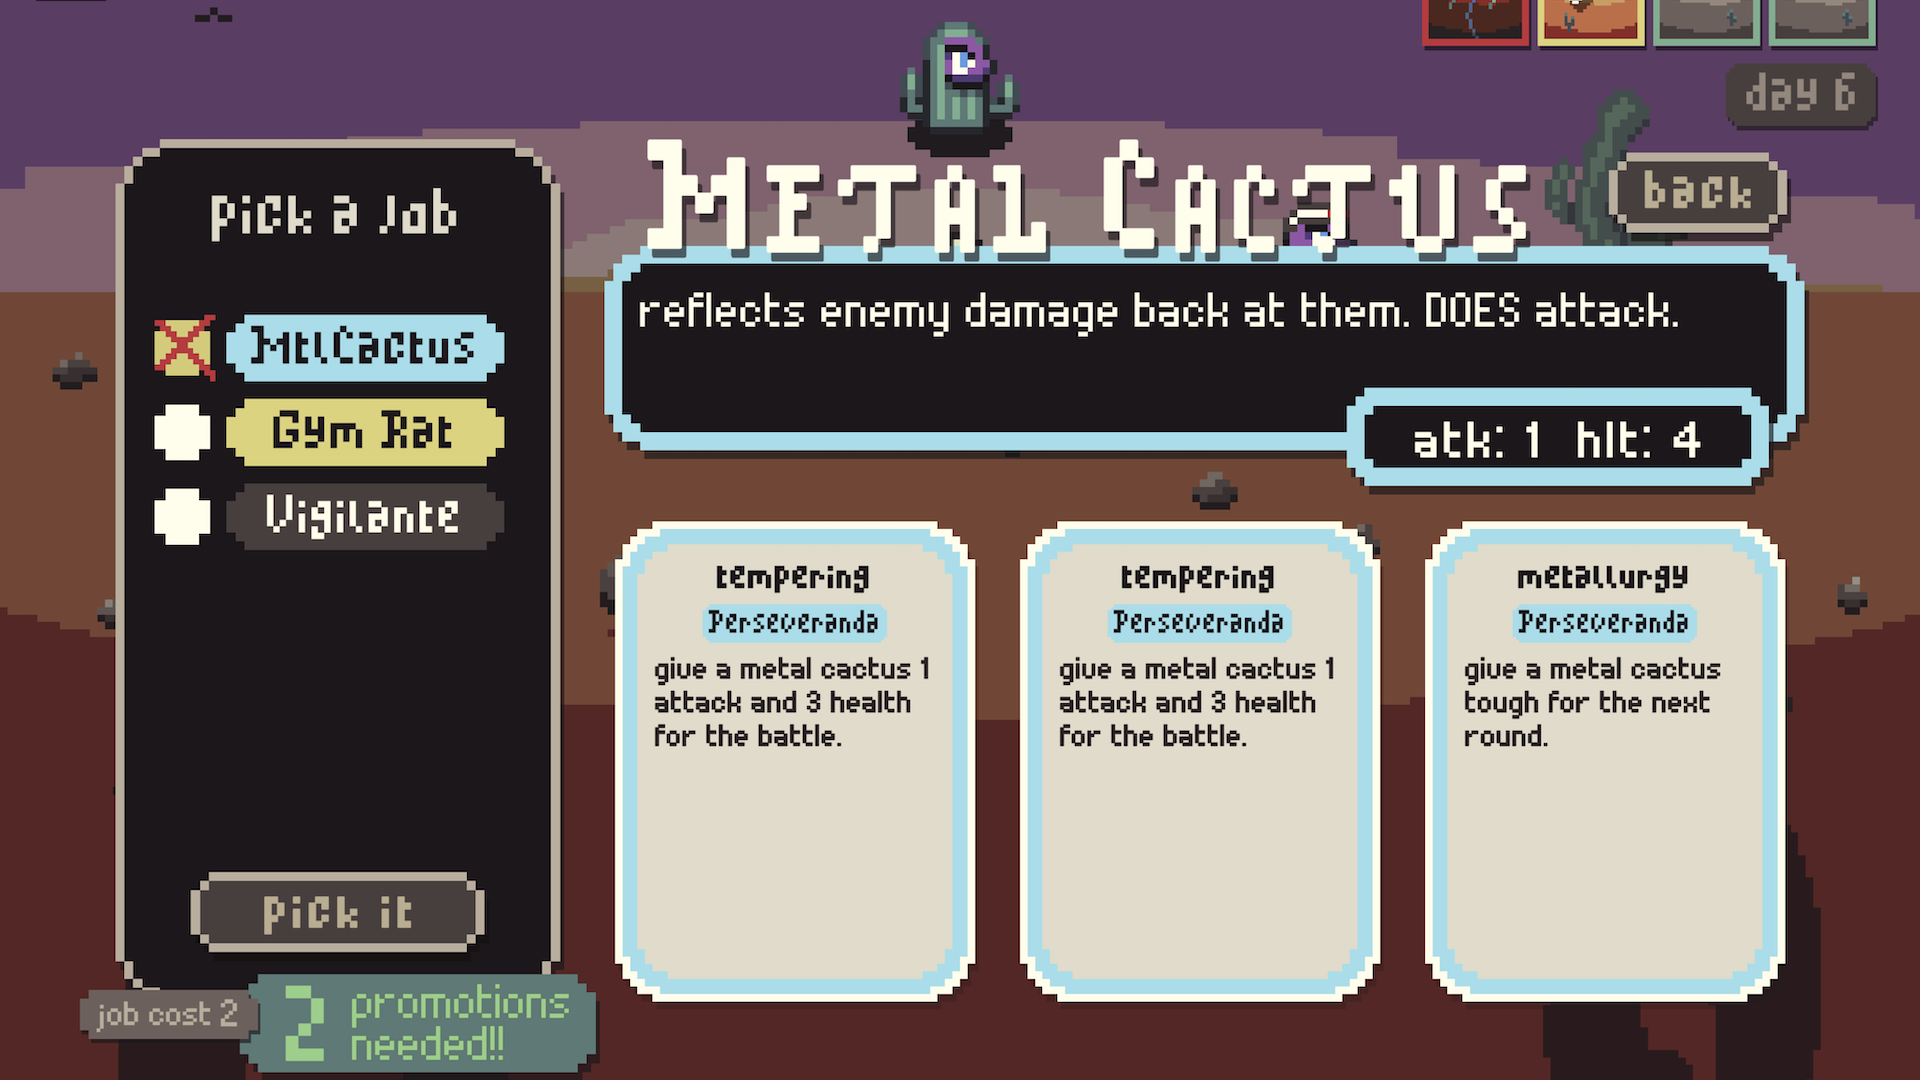 day 6
back
pick a Job
MtlCactus
Gym Rat
Vigilante
pick it
job cost 2
2 promotions
needed!!
Metal Cactus
reflects enemy damage back at them. DOES attack.
atk: 1 hlt: 4
tempering
Perseveranda
give a metal cactus 1
attack and 3 health
for the battle.
tempering
Perseveranda
give a metal cactus 1
attack and 3 health
for the battle.
metallurgy
Perseveranda
give a metal cactus
tough for the next
round.